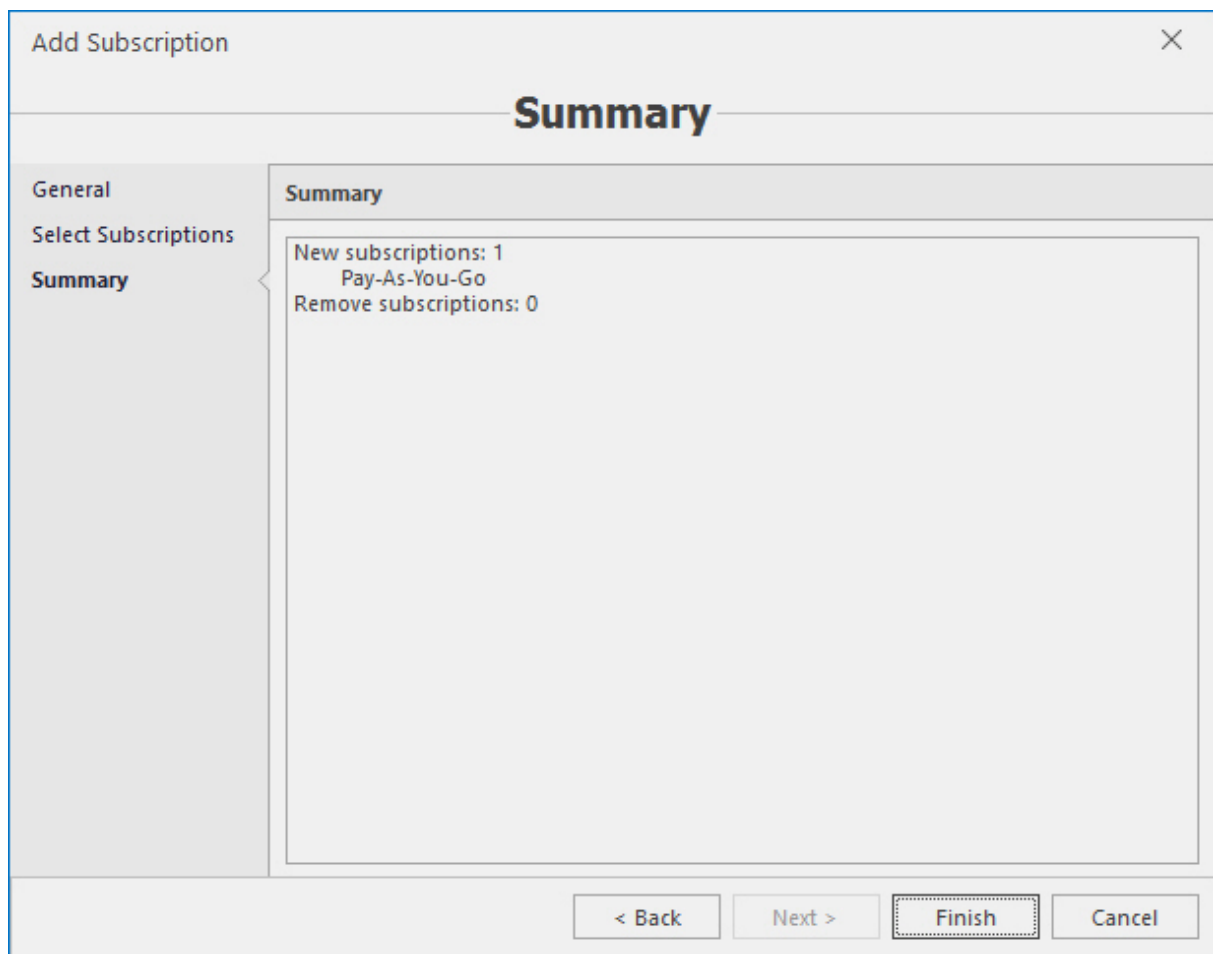 Add Subscription
Summary
General
Select Subscriptions
Summary
Summary
New subscriptions: 1
Pay-As-You-Go
Remove subscriptions: 0
< Back
Next >
Finish
Cancel